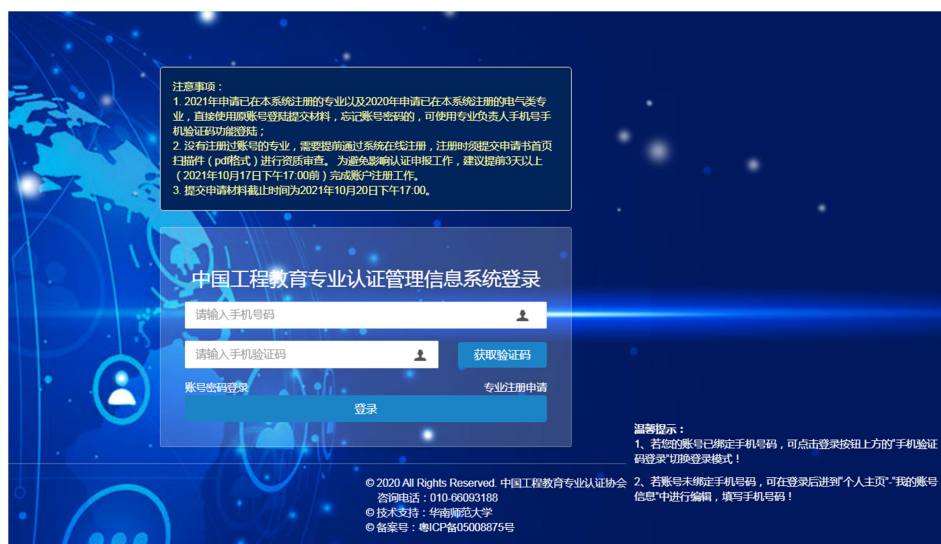 注意事项：
1. 2021年申请已在本系统注册的专业以及2020年申请已在本系统注册的电气类专
业，直接使用原账号登陆提交材料，忘记账号密码的，可使用专业负责人手机号手
机验证码功能登陆；
2. 没有注册过账号的专业，需要提前通过系统在线注册，注册时须提交申请书首页
扫描件（pdf格式）进行资质审查。 为避免影响认证申报工作，建议提前3天以上
（2021年10月17日下午17:00前）完成账户注册工作。
3. 提交申请材料截止时间为2021年10月20日下午17:00。
中国工程教育专业认证管理信息系统登录
请输入手机号码
请输入手机验证码
获取验证码
账号密码登录
专业注册申请
登录
温馨提示：
1、若您的账号已绑定手机号码，可点击登录按钮上方的“手机验证
码登录”切换登录模式！
2、若账号未绑定手机号码，可在登录后进到“个人主页”-“我的账号
信息”中进行编辑，填写手机号码！
© 2020 All Rights Reserved. 中国工程教育专业认证协会
咨询电话：010-66093188
© 技术支持：华南师范大学
© 备案号：粤ICP备05008875号